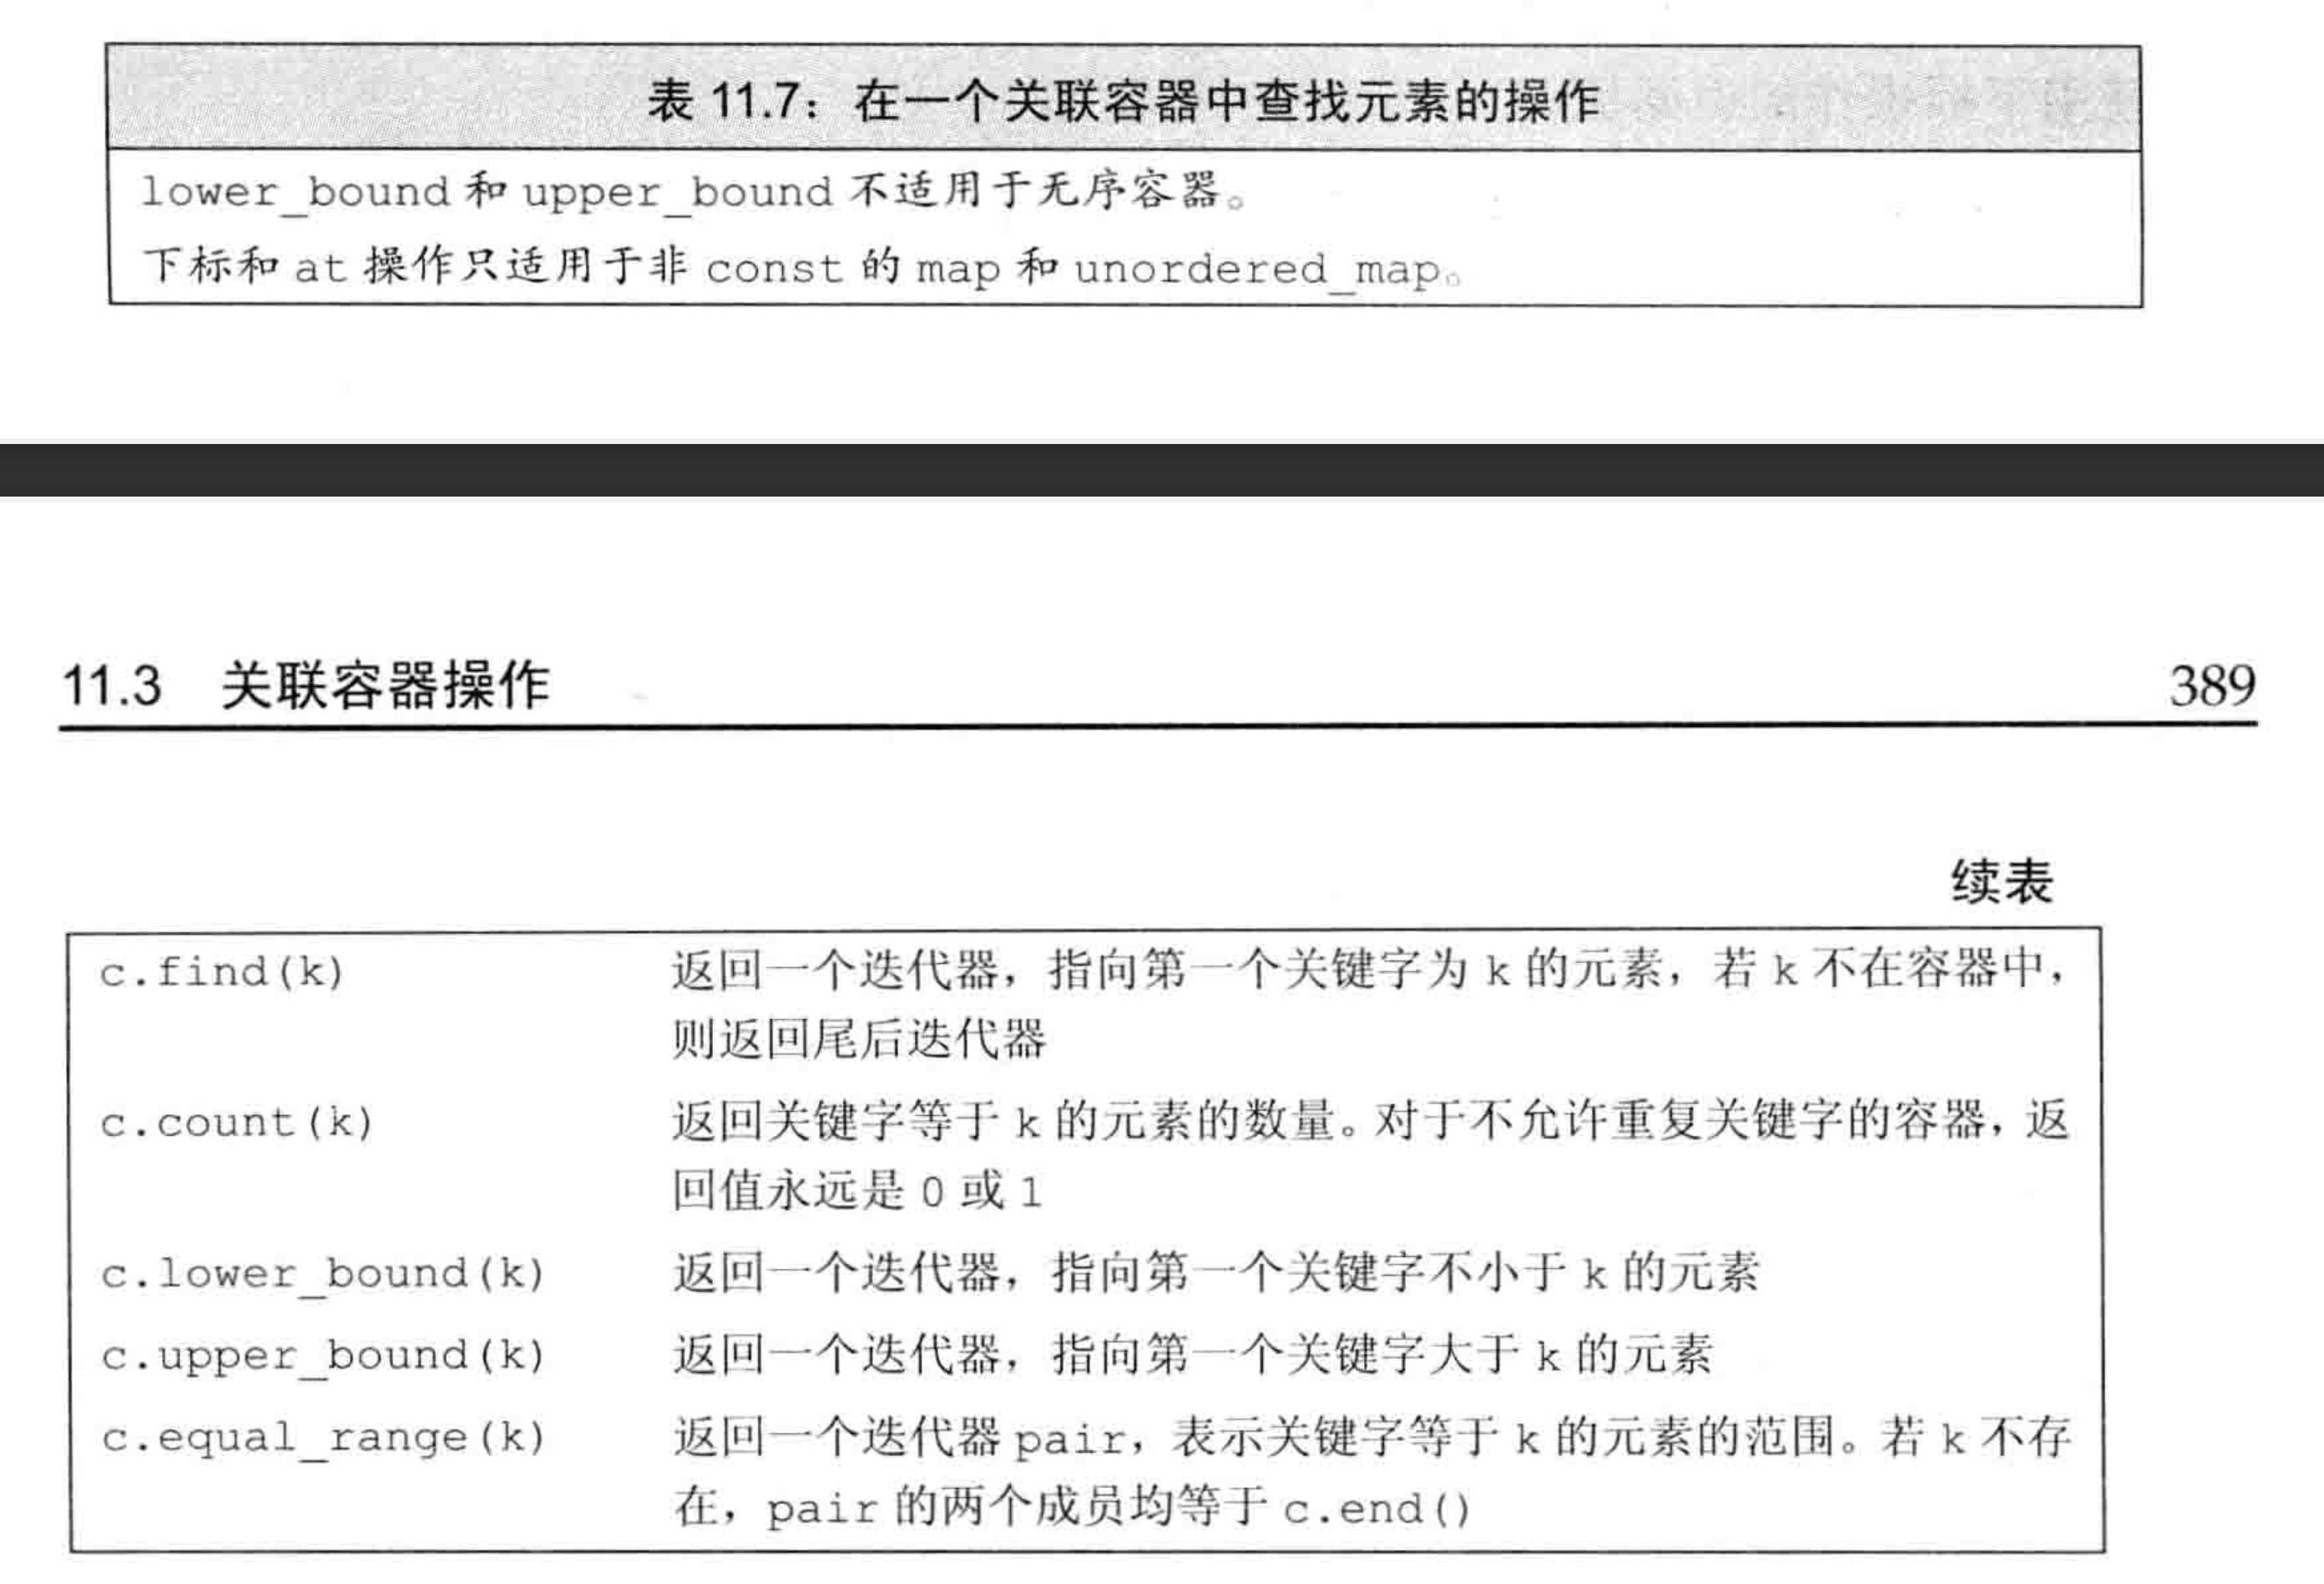 表 11.7：在一个关联容器中查找元素的操作
lower_bound 和 upper_bound 不适用于无序容器。
下标和 at 操作只适用于非 const 的 map 和 unordered_map。
11.3 关联容器操作 389
续表
c.find(k) 返回一个迭代器，指向第一个关键字为 k 的元素，若 k 不在容器中，
则返回尾后迭代器
c.count(k) 返回关键字等于 k 的元素的数量。对于不允许重复关键字的容器，返
回值永远是 0 或 1
c.lower_bound(k) 返回一个迭代器，指向第一个关键字不小于 k 的元素
c.upper_bound(k) 返回一个迭代器，指向第一个关键字大于 k 的元素
c.equal_range(k) 返回一个迭代器 pair，表示关键字等于 k 的元素的范围。若 k 不存
在，pair 的两个成员均等于 c.end()